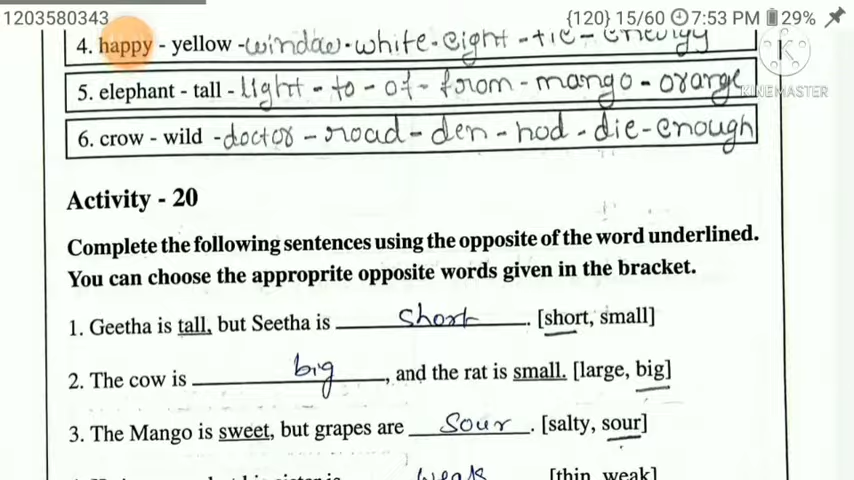 1203580343 {120} 15/60 7:53 PM 29%
4. happy - yellow - window - white - eight - tie - energy
K
5. elephant - tall - light - to - of - from - mango - orange
KINEMASTER
6. crow - wild - doctor - road - den - nod - die - enough
Activity - 20
Complete the following sentences using the opposite of the word underlined.
You can choose the approprite opposite words given in the bracket.
1. Geetha is tall, but Seetha is short. [short, small]
2. The cow is big, and the rat is small. [large, big]
3. The Mango is sweet, but grapes are Sour. [salty, sour]
weak [thin, weak]